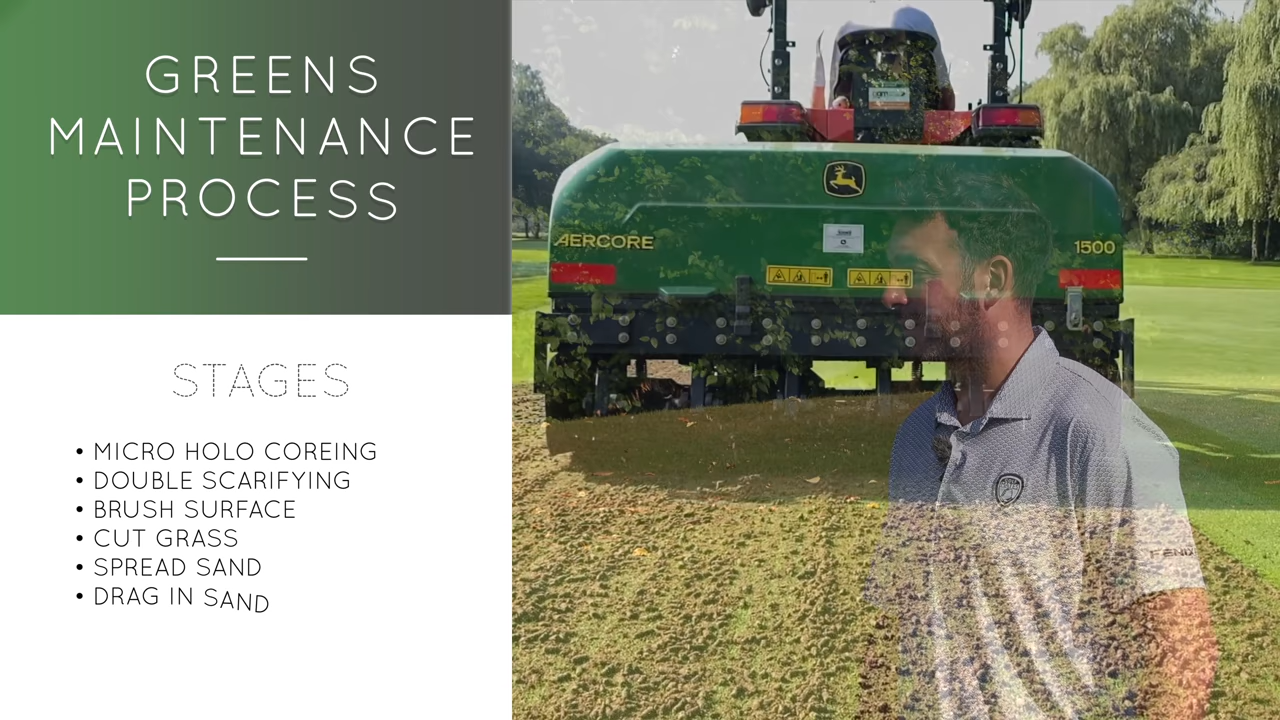 GREENS
MAINTENANCE
PROCESS
STAGES
• MICRO HOLO COREING
• DOUBLE SCARIFYING
• BRUSH SURFACE
• CUT GRASS
• SPREAD SAND
• DRAG IN SAND
AERCORE
1500
FEND